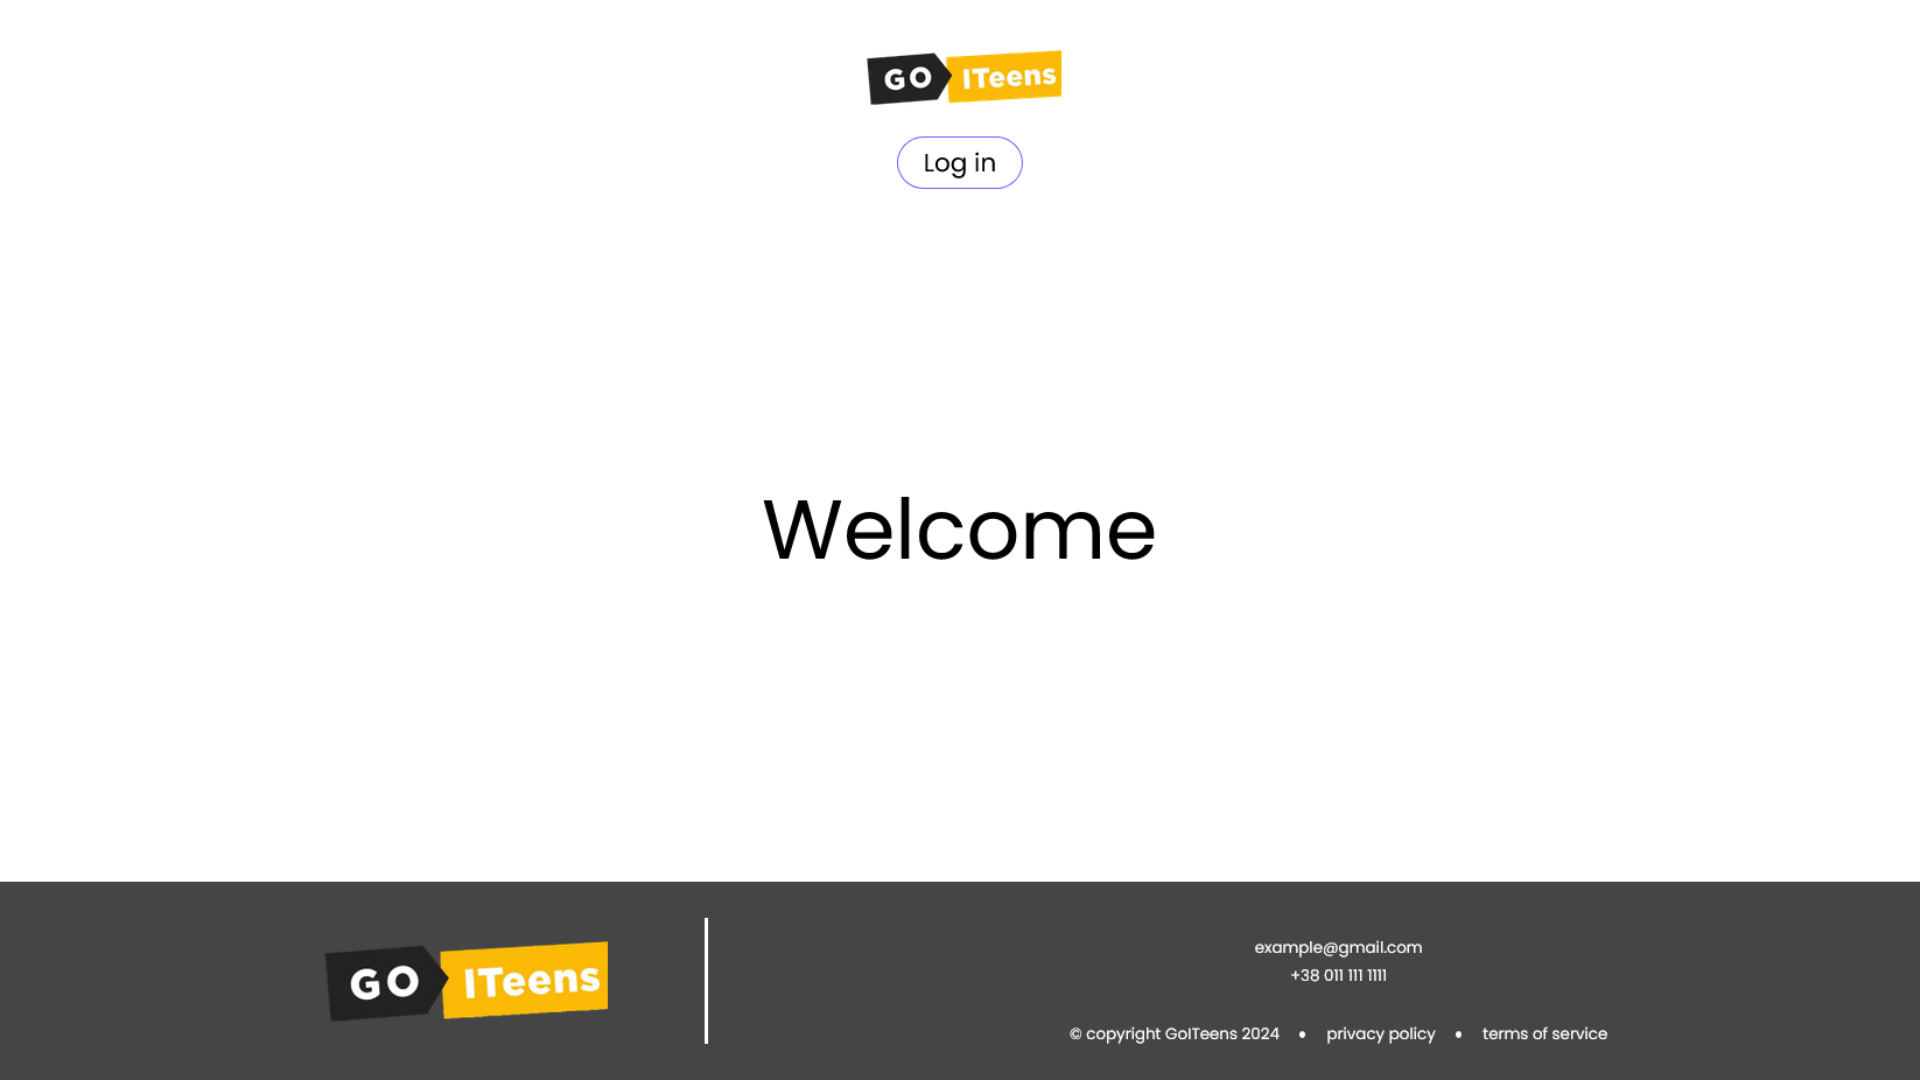 GO ITeens
Log in
Welcome
GO ITeens
example@gmail.com
+38 011 111 1111
© copyright GoITeens 2024 • privacy policy • terms of service